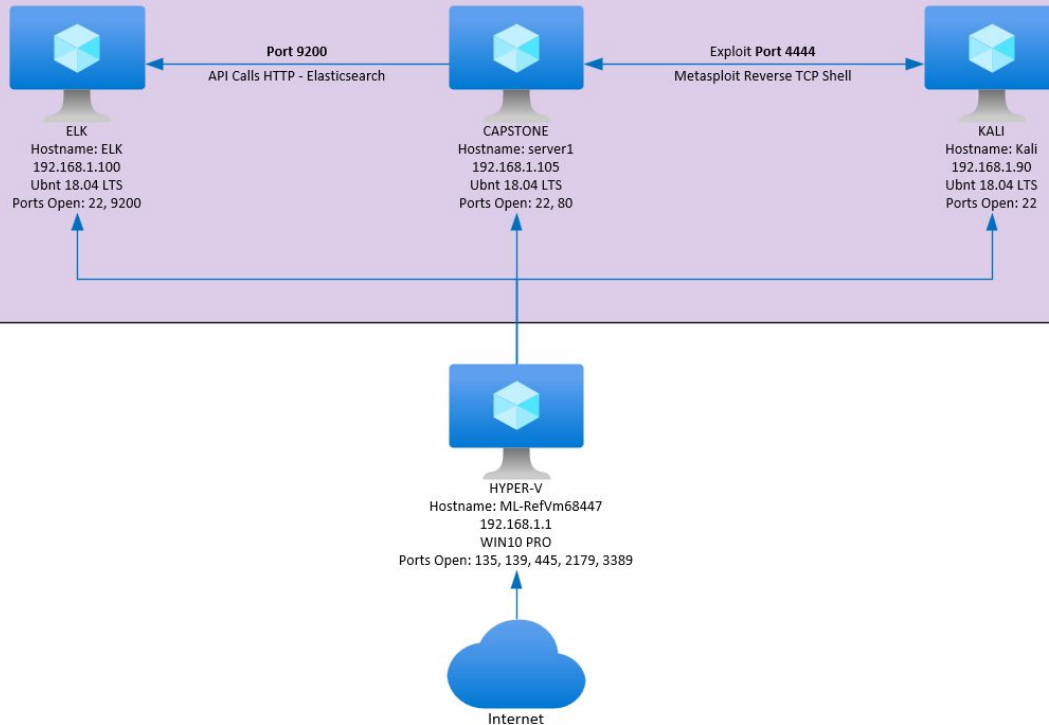 Port 9200
API Calls HTTP - Elasticsearch
Exploit Port 4444
Metasploit Reverse TCP Shell
ELK
Hostname: ELK
192.168.1.100
Ubnt 18.04 LTS
Ports Open: 22, 9200
CAPSTONE
Hostname: server1
192.168.1.105
Ubnt 18.04 LTS
Ports Open: 22, 80
KALI
Hostname: Kali
192.168.1.90
Ubnt 18.04 LTS
Ports Open: 22
HYPER-V
Hostname: ML-RefVm68447
192.168.1.1
WIN10 PRO
Ports Open: 135, 139, 445, 2179, 3389
Internet